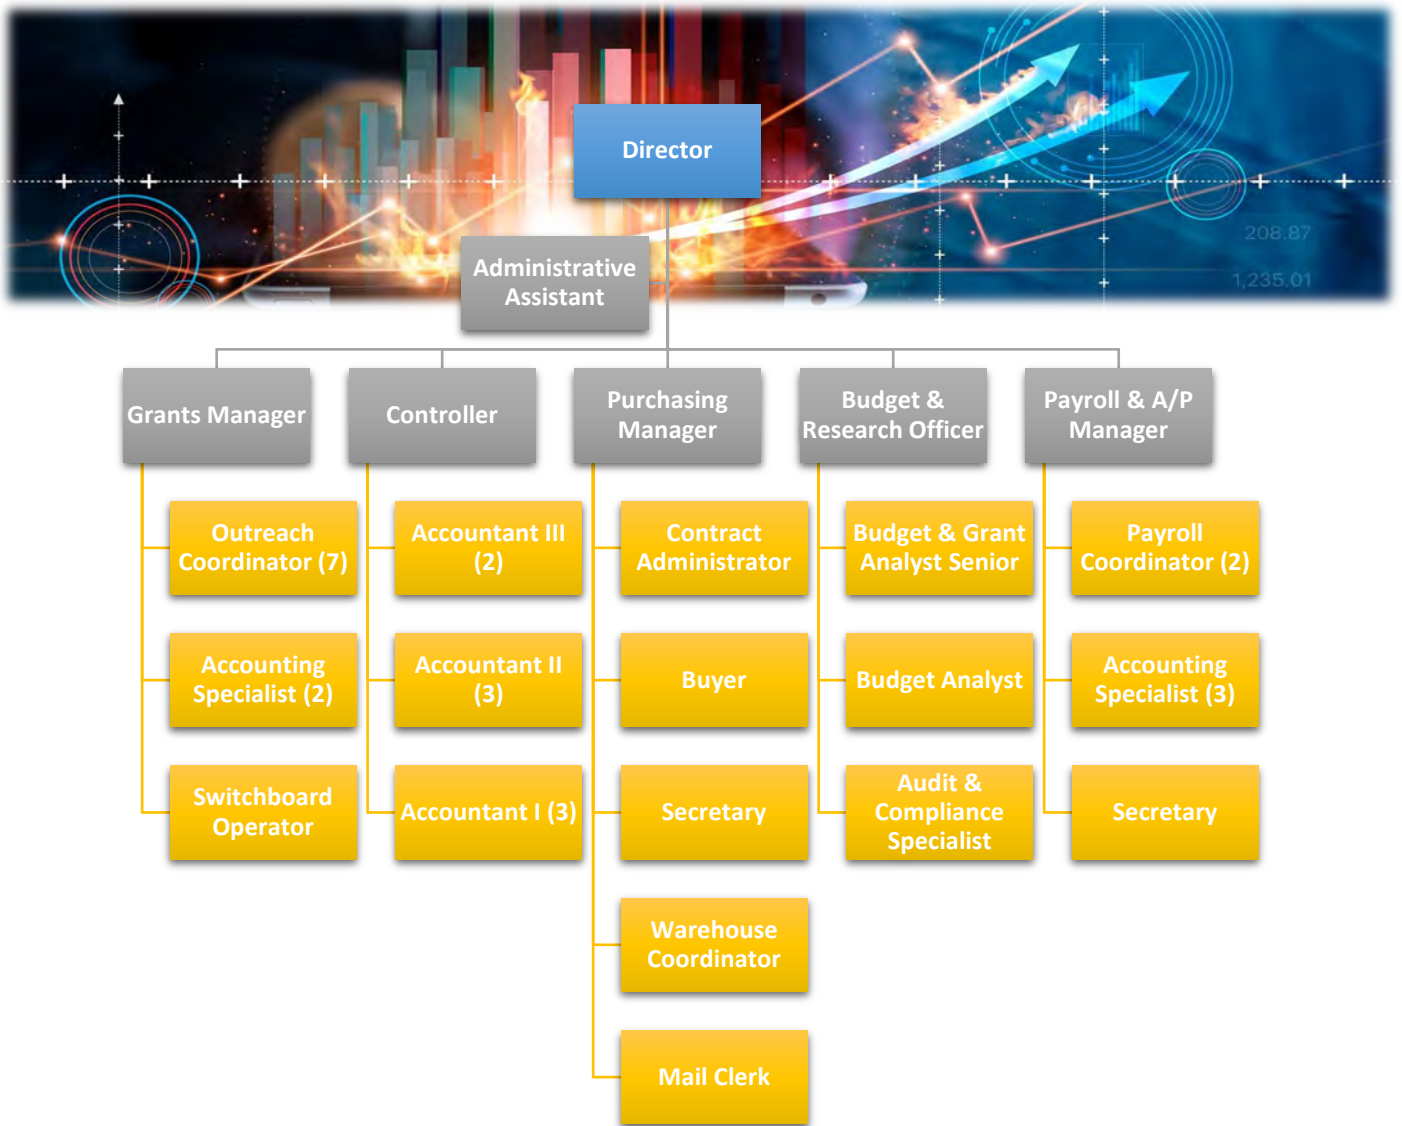 Director
208.87
1,235.01
Administrative
Assistant
Grants Manager
Controller
Purchasing
Manager
Budget &
Research Officer
Payroll & A/P
Manager
Outreach
Coordinator (7)
Accountant III
(2)
Contract
Administrator
Budget & Grant
Analyst Senior
Payroll
Coordinator (2)
Accounting
Specialist (2)
Accountant II
(3)
Buyer
Budget Analyst
Accounting
Specialist (3)
Switchboard
Operator
Accountant I (3)
Secretary
Audit &
Compliance
Specialist
Secretary
Warehouse
Coordinator
Mail Clerk